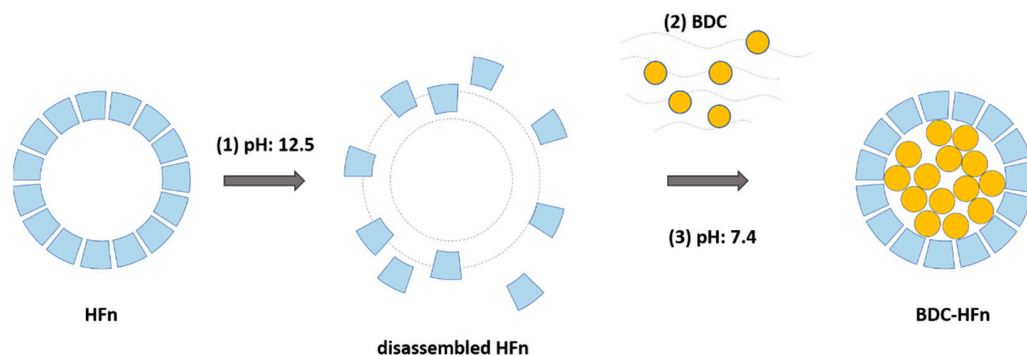 (2) BDC
(1) pH: 12.5
(3) pH: 7.4
HFn
disassembled HFn
BDC-HFn